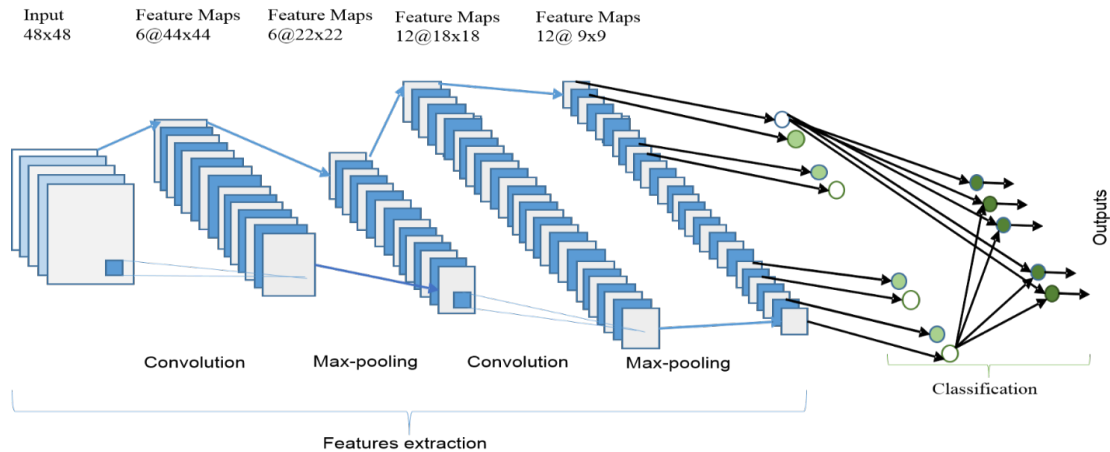 Input
48x48
Feature Maps
6@44x44
Feature Maps
6@22x22
Feature Maps
12@18x18
Feature Maps
12@ 9x9
Outputs
Convolution
Max-pooling
Convolution
Max-pooling
Classification
Features extraction